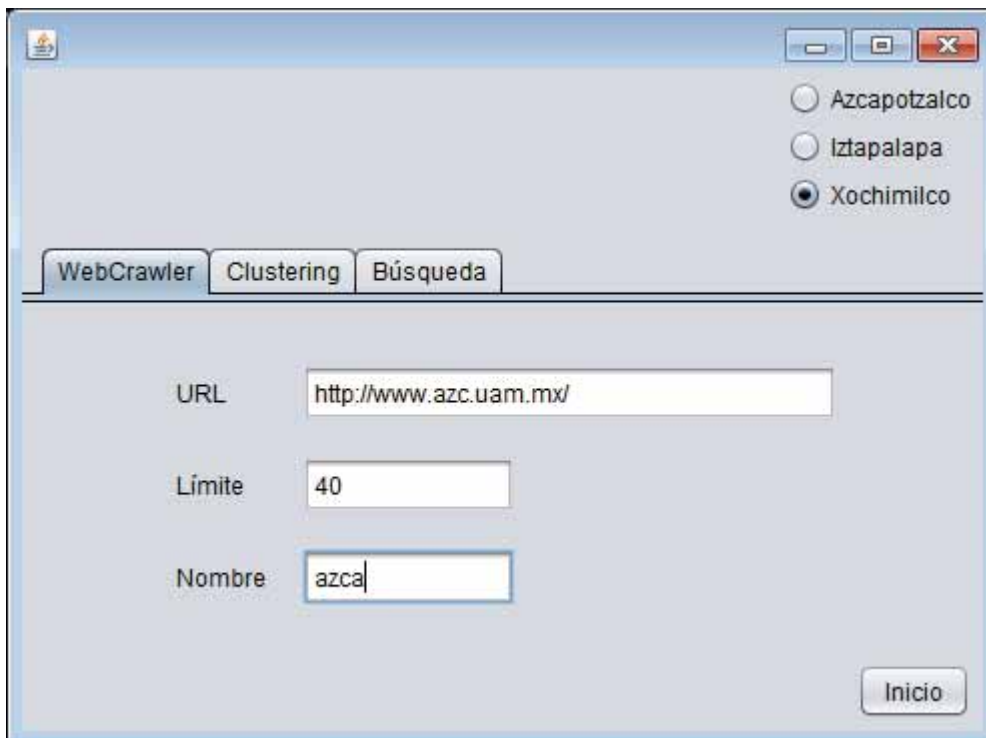 Azcapotzalco
Iztapalapa
Xochimilco
WebCrawler Clustering Búsqueda
URL http://www.azc.uam.mx/
Límite 40
Nombre azca
Inicio